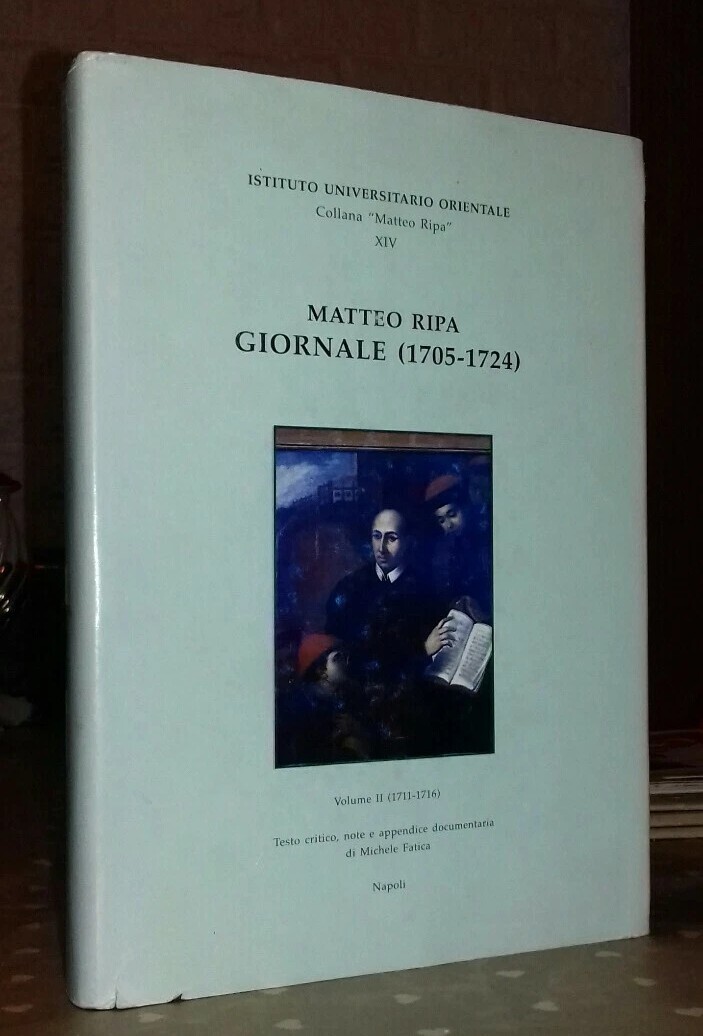 ISTITUTO UNIVERSITARIO ORIENTALE
Collana "Matteo Ripa"
XIV
MATTEO RIPA
GIORNALE (1705-1724)
Volume II (1711-1716)
Testo critico, note e appendice documentaria
di Michele Fatica
Napoli